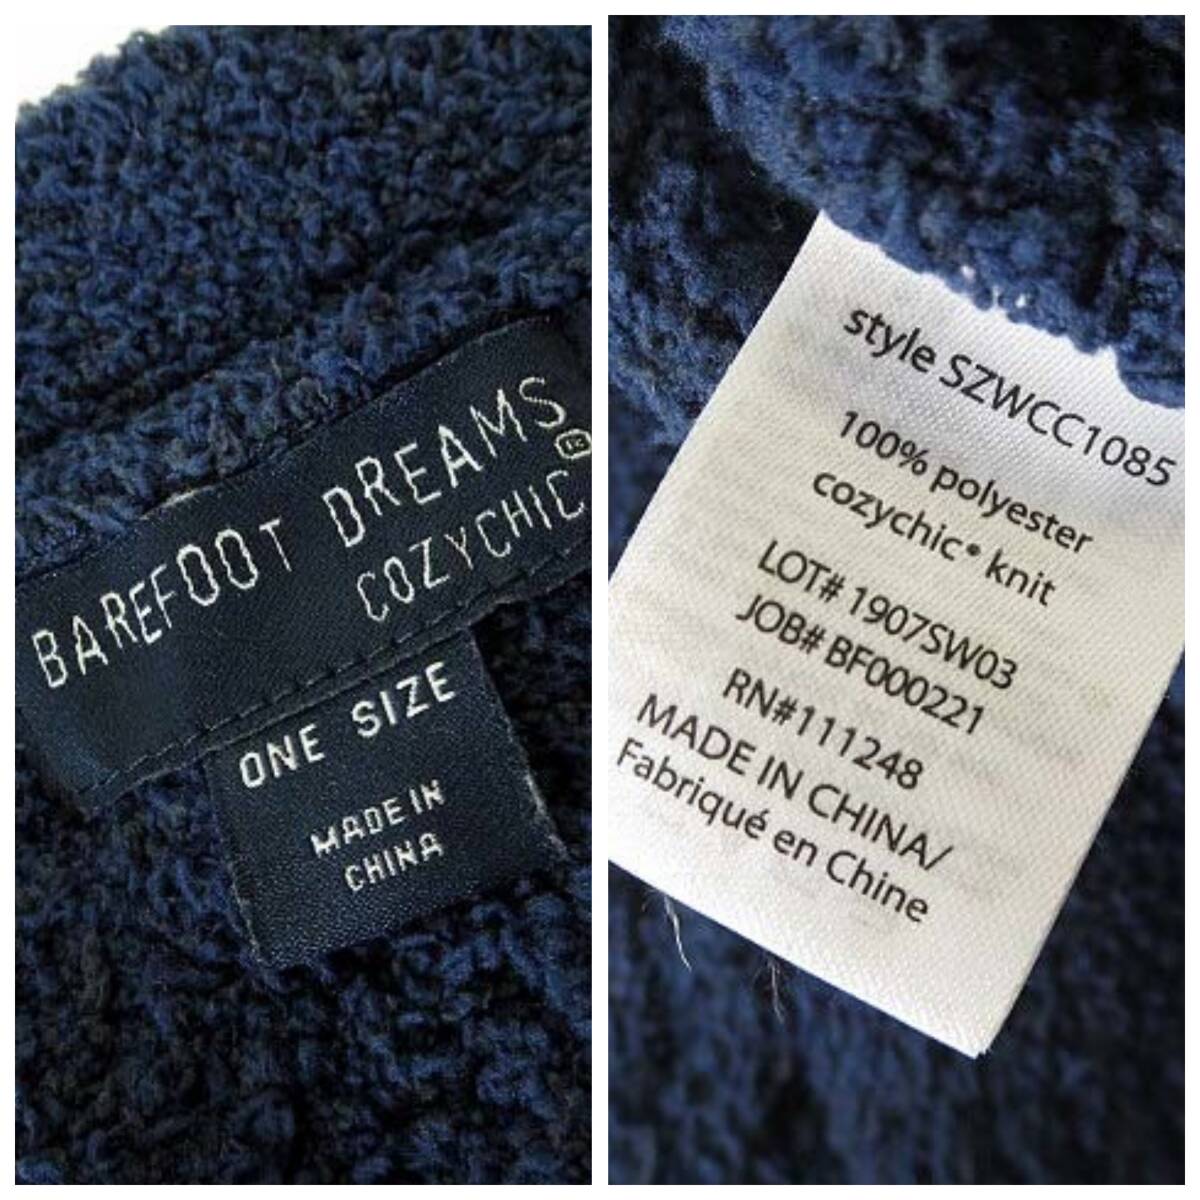 BAREFOOT DREAMS®
COZYCHIC
ONE SIZE
MADE IN
CHINA
style SZWCC1085
100% polyester
cozychic® knit
LOT# 1907SW03
JOB# BF000221
RN#111248
MADE IN CHINA/
Fabriqué en Chine